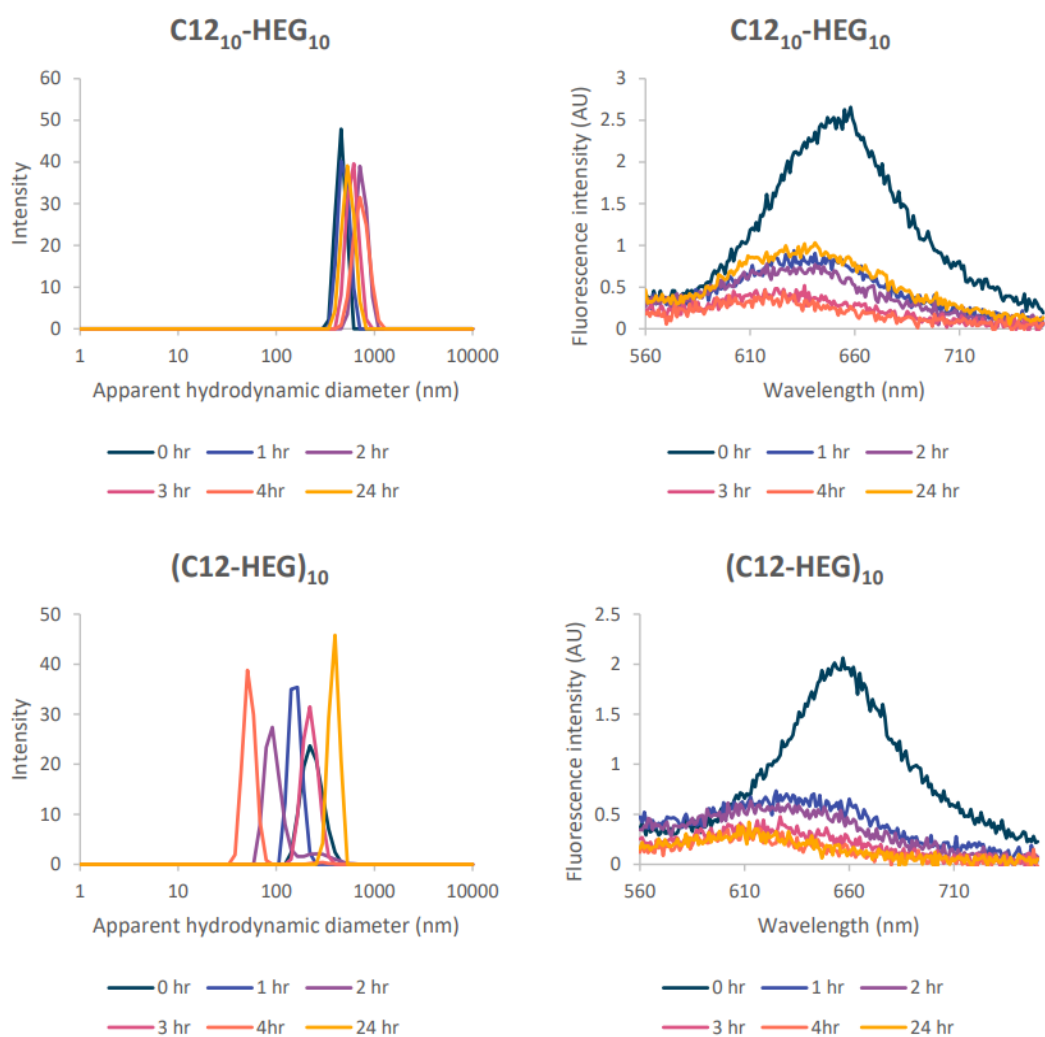 C12₁₀-HEG₁₀
60
50
40
30
20
10
0
Intensity
1 10 100 1000 10000
Apparent hydrodynamic diameter (nm)
0 hr 1 hr 2 hr
3 hr 4hr 24 hr
C12₁₀-HEG₁₀
3
2.5
2
1.5
1
0.5
0
Fluorescence intensity (AU)
560 610 660 710
Wavelength (nm)
0 hr 1 hr 2 hr
3 hr 4hr 24 hr
(C12-HEG)₁₀
50
40
30
20
10
0
Intensity
1 10 100 1000 10000
Apparent hydrodynamic diameter (nm)
0 hr 1 hr 2 hr
3 hr 4hr 24 hr
(C12-HEG)₁₀
2.5
2
1.5
1
0.5
0
Fluorescence intensity (AU)
560 610 660 710
Wavelength (nm)
0 hr 1 hr 2 hr
3 hr 4hr 24 hr